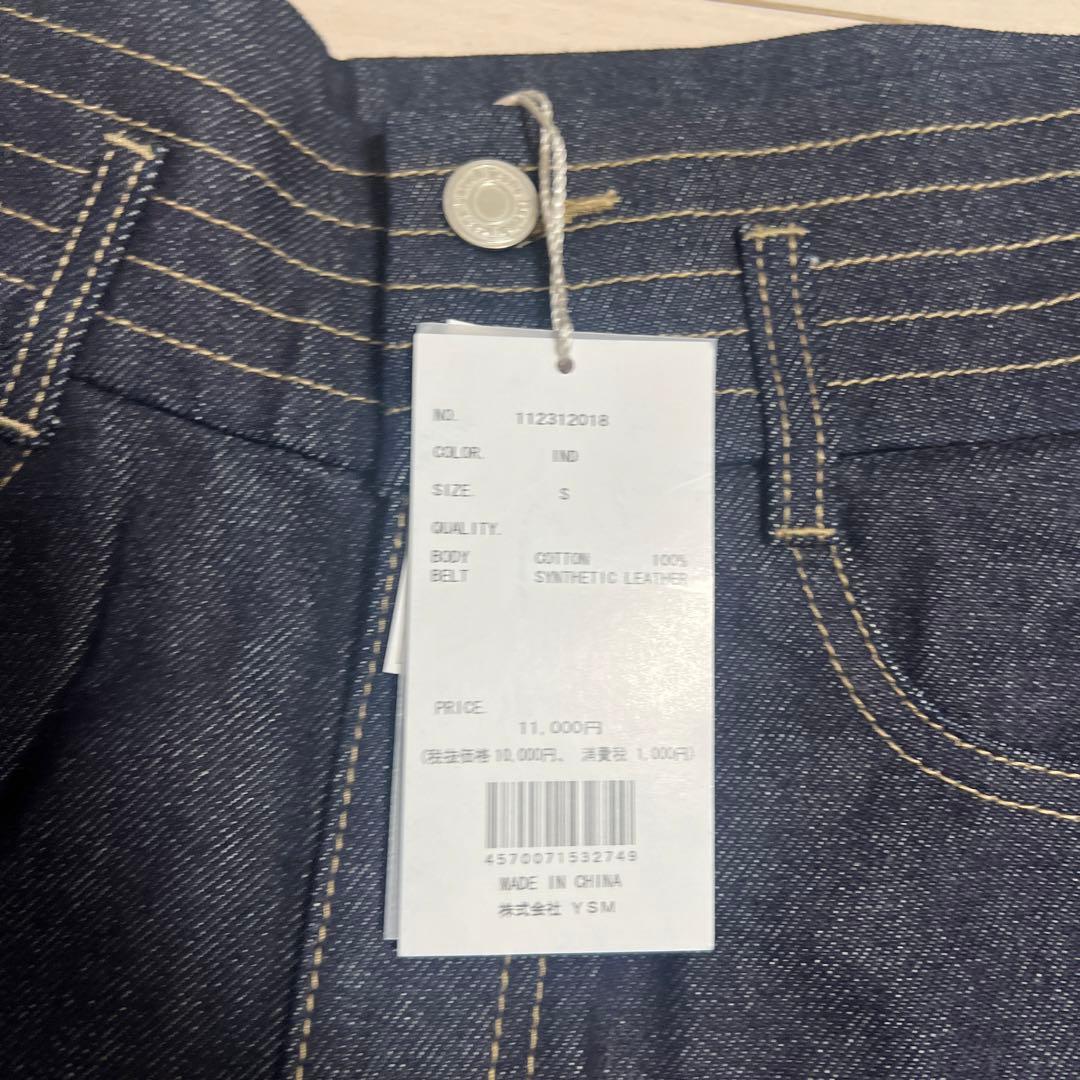 NO. 112312018
COLOR. IND
SIZE. S
QUALITY.
BODY COTTON 100%
BELT SYNTHETIC LEATHER
PRICE.
11,000円
(税抜価格 10,000円、 消費税 1,000円)
4570071532749
MADE IN CHINA
株式会社 YSM